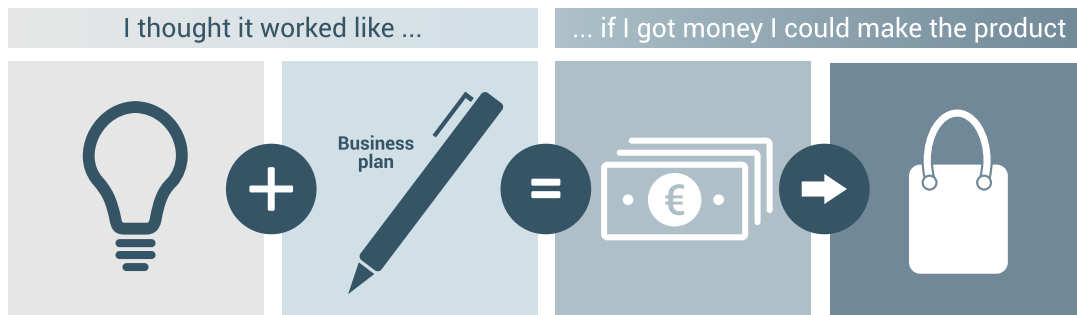 I thought it worked like ...
... if I got money I could make the product
Business
plan
€